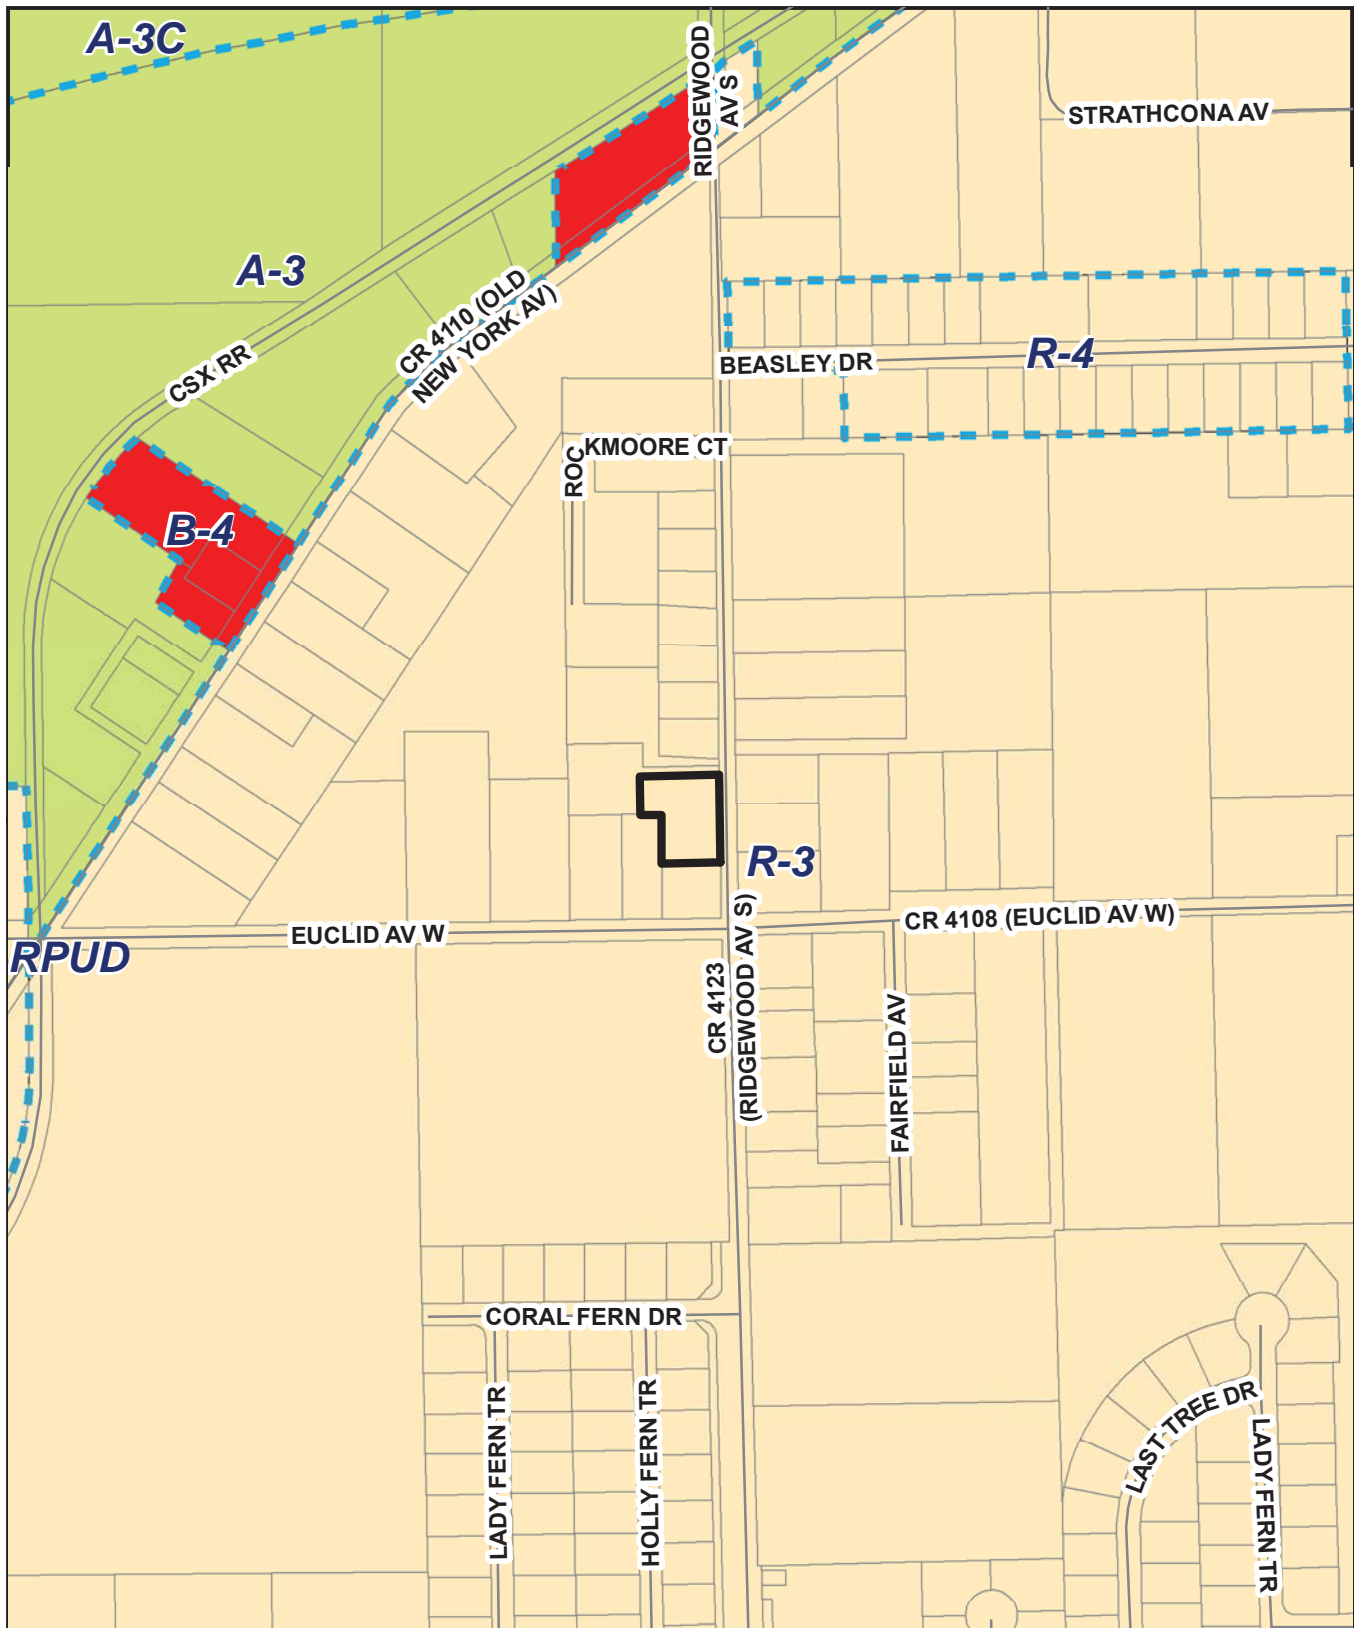 A-3C
RIDGEWOOD
AV S
STRATHCONA AV
A-3
CR 4110 (OLD
NEW YORK AV)
CSX RR
BEASLEY DR
R-4
ROC
KMOORE CT
B-4
R-3
EUCLID AV W
CR 4108 (EUCLID AV W)
RPUD
CR 4123
(RIDGEWOOD AV S)
FAIRFIELD AV
CORAL FERN DR
LADY FERN TR
HOLLY FERN TR
LAST TREE DR
LADY FERN TR